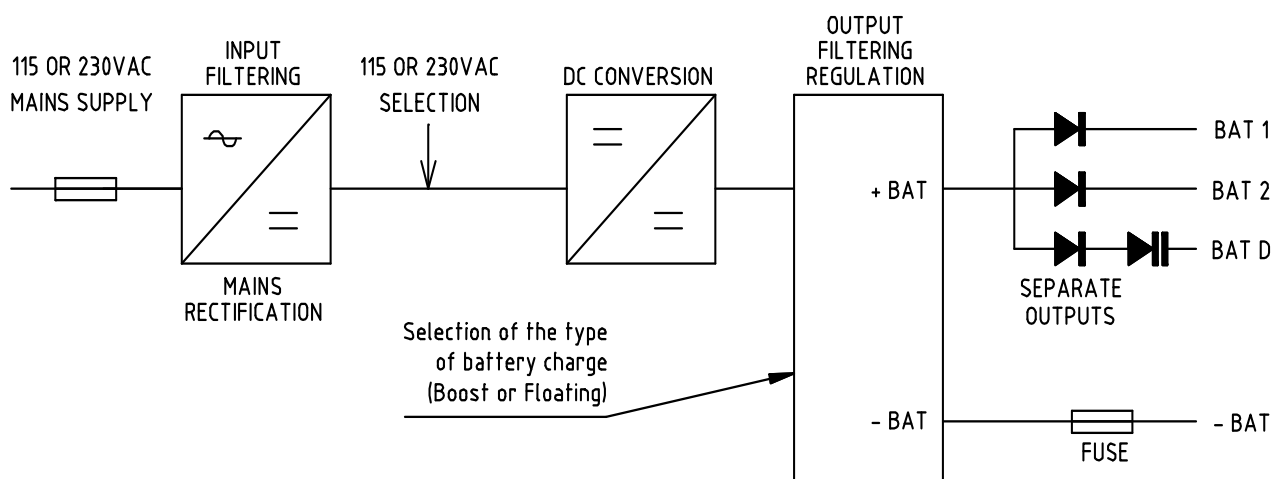 115 OR 230VAC
MAINS SUPPLY
INPUT
FILTERING
MAINS
RECTIFICATION
115 OR 230VAC
SELECTION
DC CONVERSION
OUTPUT
FILTERING
REGULATION
+ BAT
- BAT
Selection of the type
of battery charge
(Boost or Floating)
BAT 1
BAT 2
BAT D
SEPARATE
OUTPUTS
- BAT
FUSE